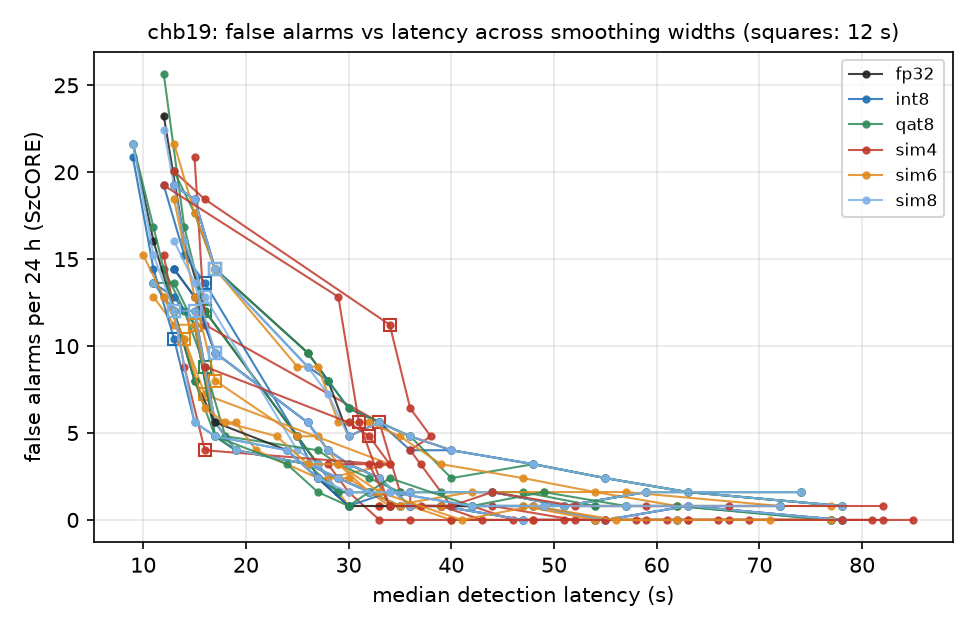 chb19: false alarms vs latency across smoothing widths (squares: 12 s)
fp32
int8
qat8
sim4
sim6
sim8
false alarms per 24 h (SzCORE)
25
20
15
10
5
0
10 20 30 40 50 60 70 80
median detection latency (s)